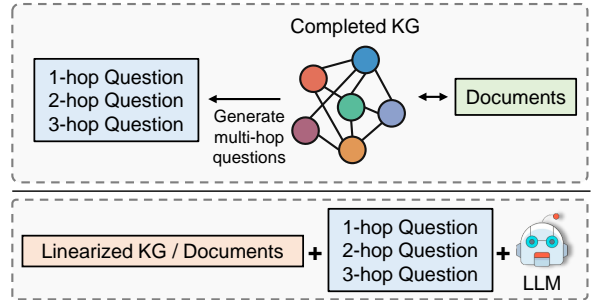 Completed KG
1-hop Question
2-hop Question
3-hop Question
Generate
multi-hop
questions
Documents
Linearized KG / Documents
+
1-hop Question
2-hop Question
3-hop Question
+
LLM